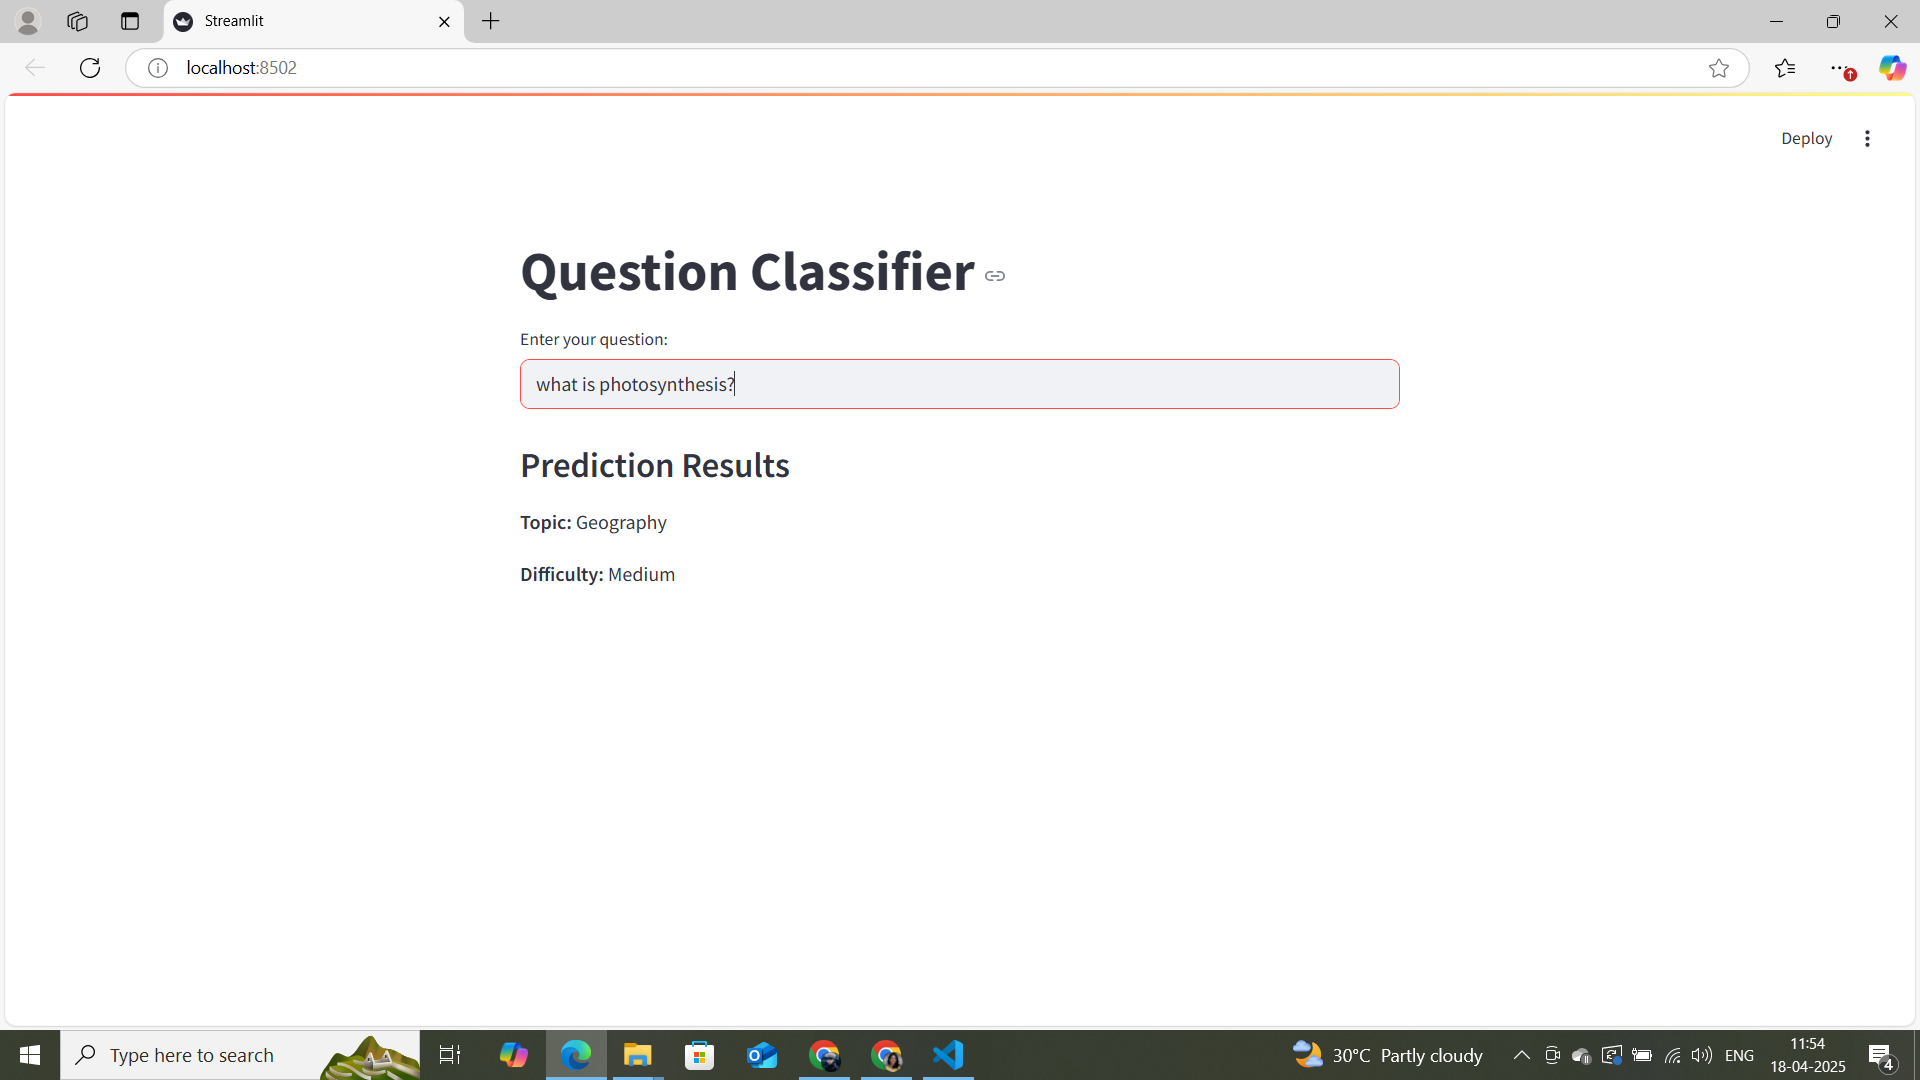 Streamlit
localhost:8502
Deploy
Question Classifier
Enter your question:
what is photosynthesis?
Prediction Results
Topic: Geography
Difficulty: Medium
Type here to search
30°C Partly cloudy
ENG
11:54
18-04-2025
4